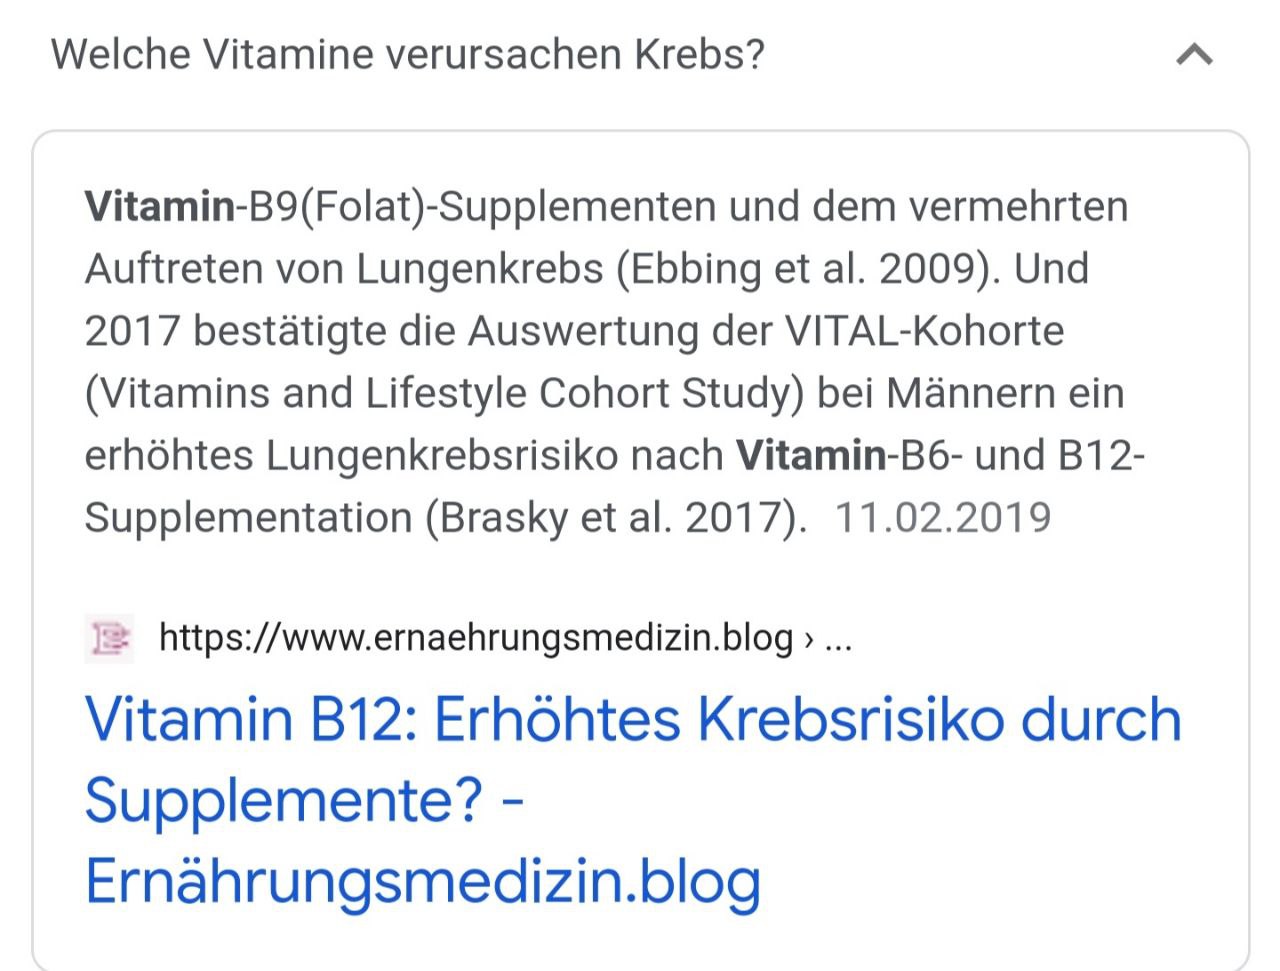 Welche Vitamine verursachen Krebs?
Vitamin-B9(Folat)-Supplementen und dem vermehrten
Auftreten von Lungenkrebs (Ebbing et al. 2009). Und
2017 bestätigte die Auswertung der VITAL-Kohorte
(Vitamins and Lifestyle Cohort Study) bei Männern ein
erhöhtes Lungenkrebsrisiko nach Vitamin-B6- und B12-
Supplementation (Brasky et al. 2017). 11.02.2019
https://www.ernaehrungsmedizin.blog › ...
Vitamin B12: Erhöhtes Krebsrisiko durch
Supplemente? -
Ernährungsmedizin.blog